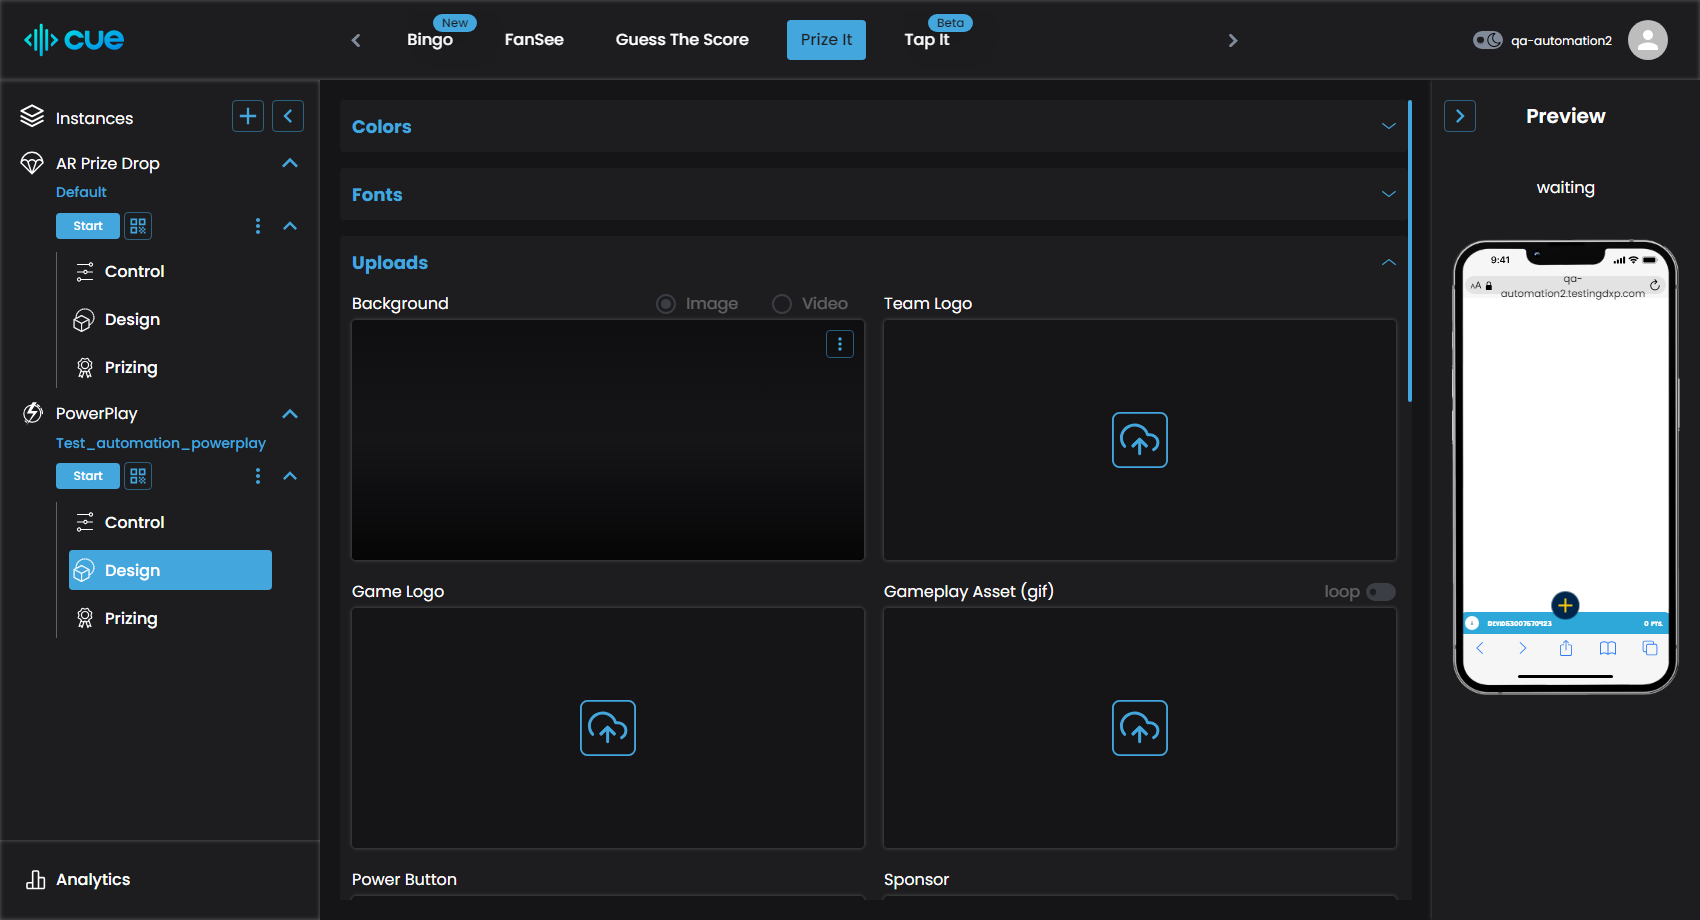 cue
Bingo
New
FanSee
Guess The Score
Prize It
Tap It
Beta
qa-automation2
Instances
AR Prize Drop
Default
Start
Control
Design
Prizing
PowerPlay
Test_automation_powerplay
Start
Control
Design
Prizing
Analytics
Colors
Fonts
Uploads
Background
Image
Video
Team Logo
Game Logo
Gameplay Asset (gif)
loop
Power Button
Sponsor
Preview
waiting
9:41
AA
qa-
automation2.testingdxp.com
0 PTS.